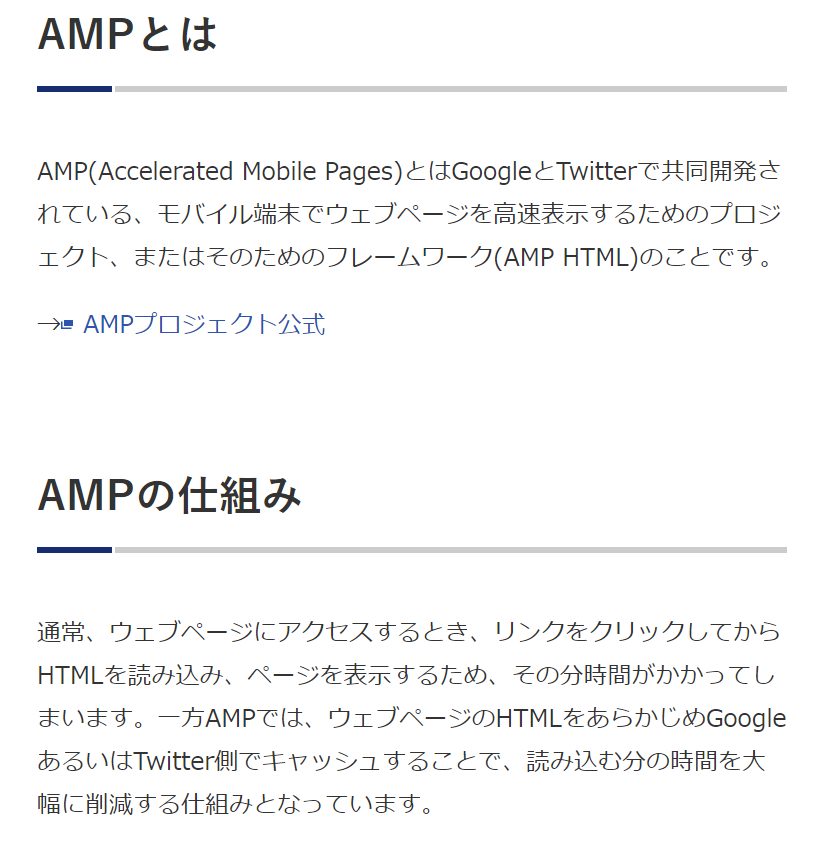 AMPとは
AMP(Accelerated Mobile Pages)とはGoogleとTwitterで共同開発さ
れている、モバイル端末でウェブページを高速表示するためのプロジ
ェクト、またはそのためのフレームワーク(AMP HTML)のことです。
→ AMPプロジェクト公式
AMPの仕組み
通常、ウェブページにアクセスするとき、リンクをクリックしてから
HTMLを読み込み、ページを表示するため、その分時間がかかってし
まいます。一方AMPでは、ウェブページのHTMLをあらかじめGoogle
あるいはTwitter側でキャッシュすることで、読み込む分の時間を大
幅に削減する仕組みとなっています。